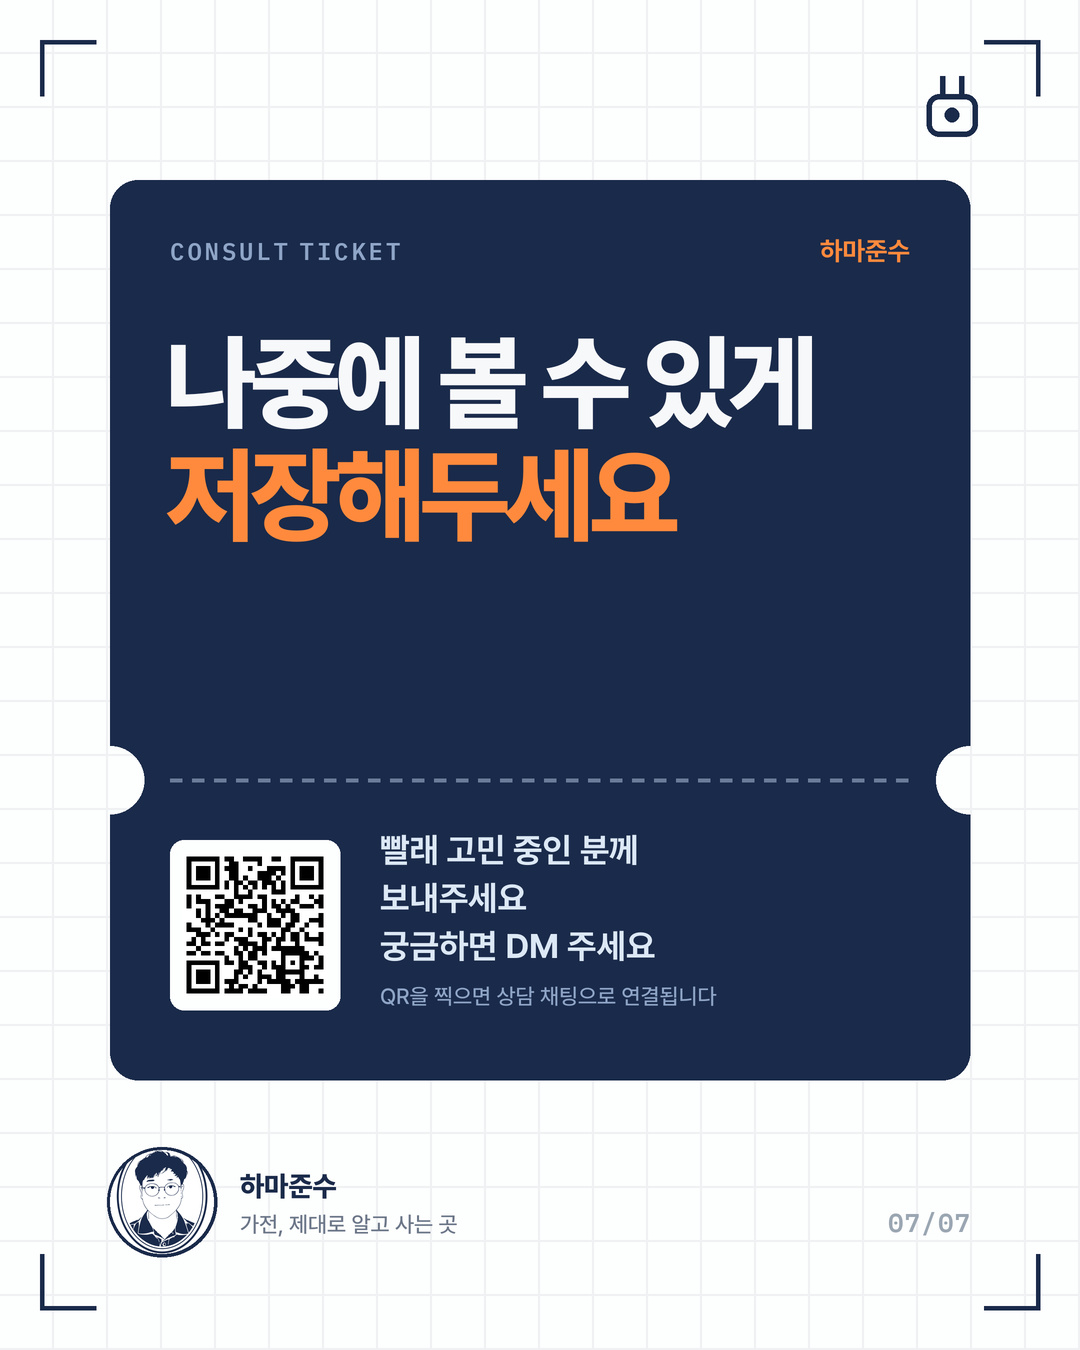 CONSULT TICKET
하마준수
나중에 볼 수 있게
저장해두세요
빨래 고민 중인 분께
보내주세요
궁금하면 DM 주세요
QR을 찍으면 상담 채팅으로 연결됩니다
하마준수
가전, 제대로 알고 사는 곳
07/07